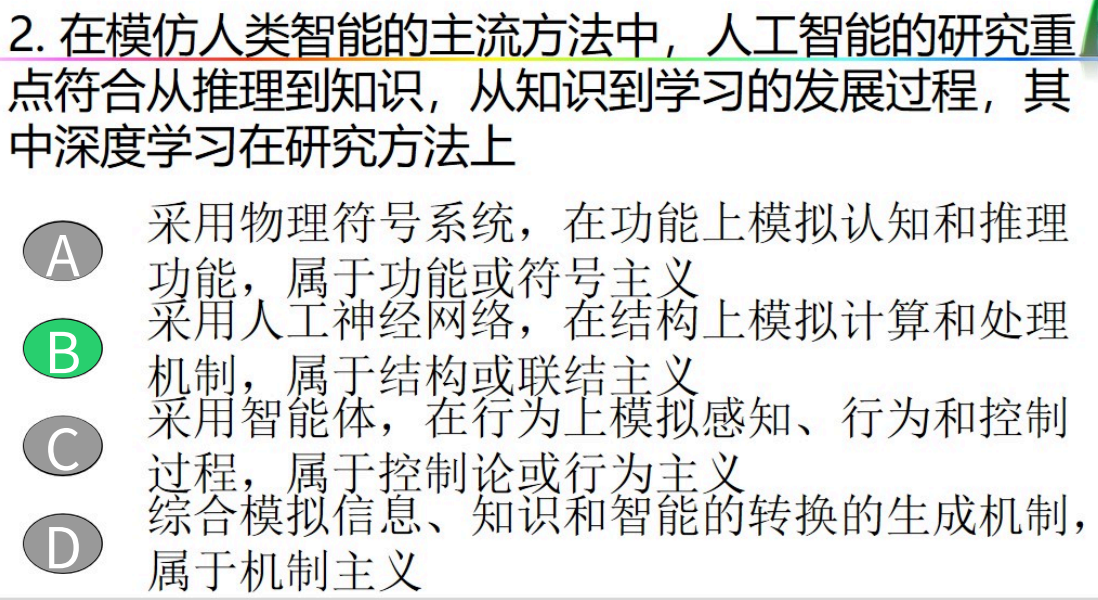 2. 在模仿人类智能的主流方法中，人工智能的研究重
点符合从推理到知识，从知识到学习的发展过程，其
中深度学习在研究方法上
A
采用物理符号系统，在功能上模拟认知和推理
功能，属于功能或符号主义
B
采用人工神经网络，在结构上模拟计算和处理
机制，属于结构或联结主义
C
采用智能体，在行为上模拟感知、行为和控制
过程，属于控制论或行为主义
D
综合模拟信息、知识和智能的转换的生成机制，
属于机制主义